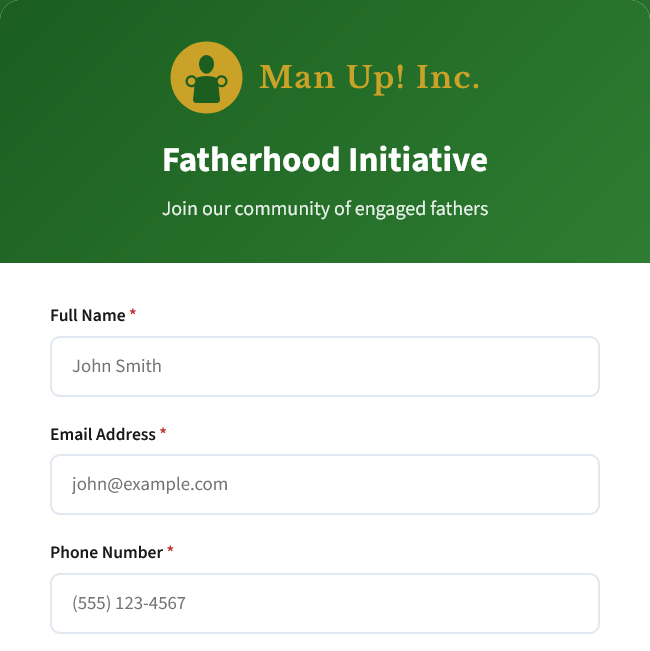 Man Up! Inc.
Fatherhood Initiative
Join our community of engaged fathers
Full Name *
John Smith
Email Address *
john@example.com
Phone Number *
(555) 123-4567